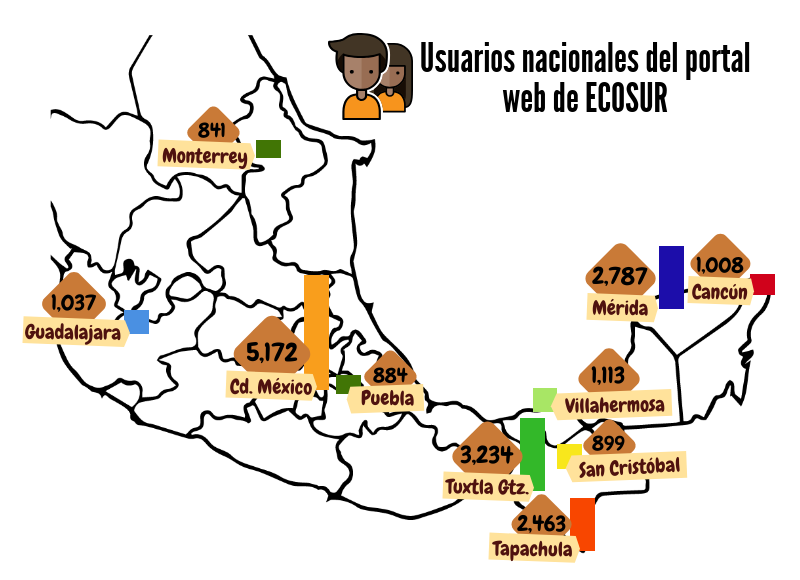 Usuarios nacionales del portal
web de ECOSUR
841
Monterrey
1,037
Guadalajara
5,172
Cd. México
884
Puebla
2,787
Mérida
1,008
Cancún
1,113
Villahermosa
3,234
Tuxtla Gtz.
899
San Cristóbal
2,463
Tapachula